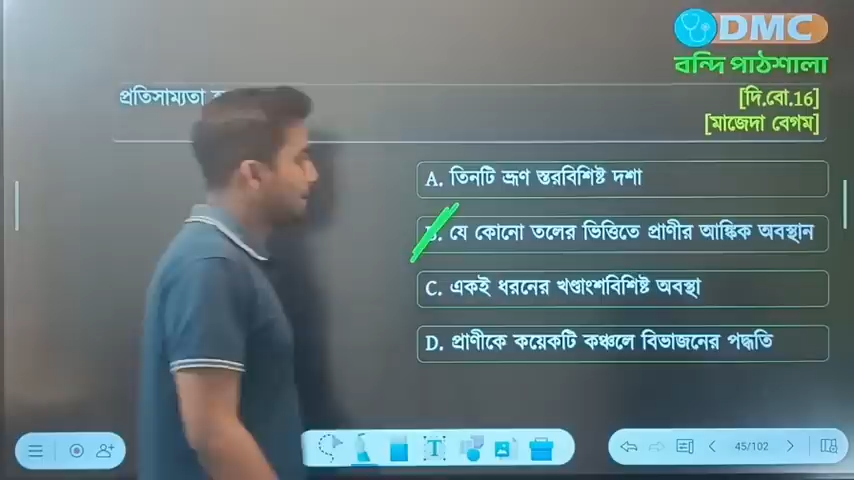 DMC
বন্দি পাঠশালা
প্রতিসাম্যতা
[দি.বো.16]
[মাজেদা বেগম]
A. তিনটি ভ্রূণ স্তরবিশিষ্ট দশা
B. যে কোনো তলের ভিত্তিতে প্রাণীর আঙ্কিক অবস্থান
C. একই ধরনের খণ্ডাংশবিশিষ্ট অবস্থা
D. প্রাণীকে কয়েকটি কঞ্চলে বিভাজনের পদ্ধতি
T
45/102